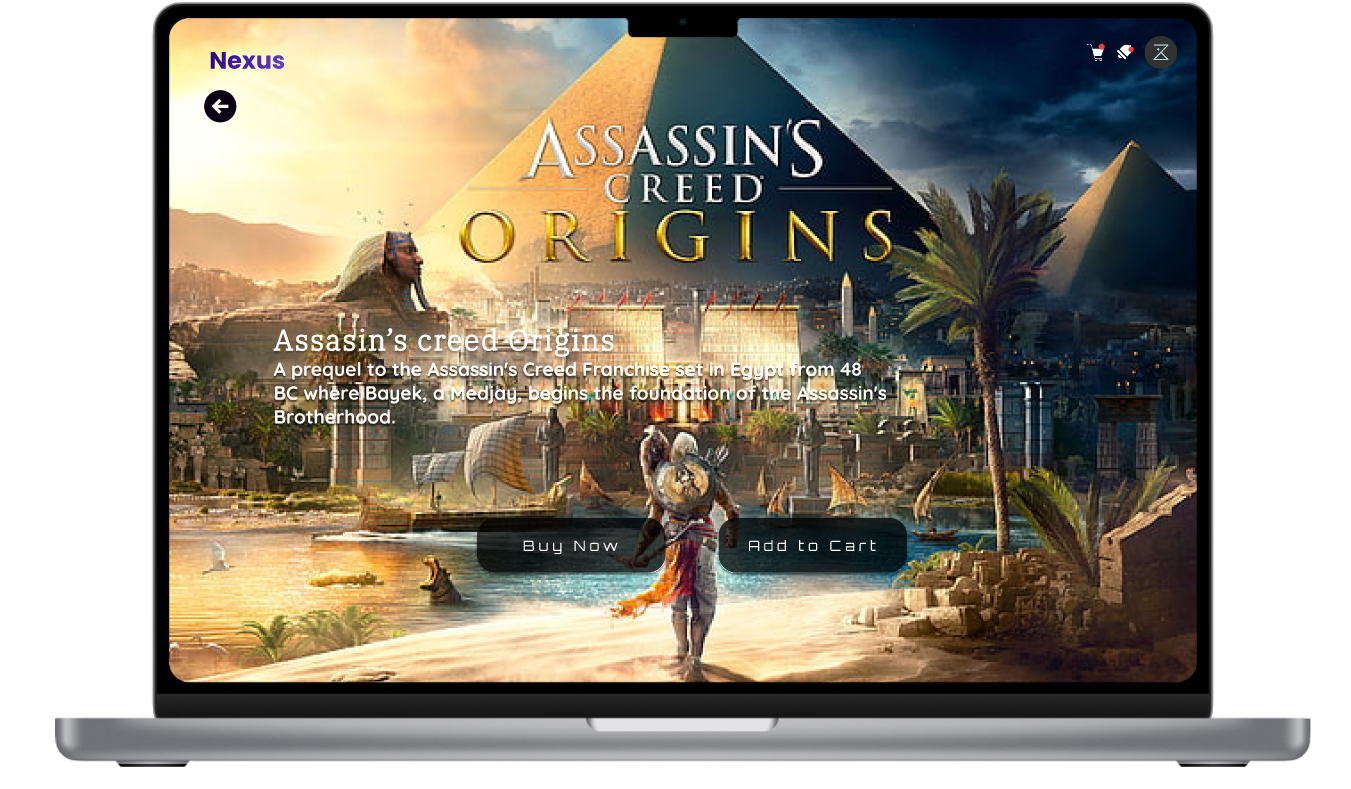 Nexus
ASSASSIN'S
CREED
ORIGINS
Assasin's creed Origins
A prequel to the Assassin's Creed Franchise set in Egypt from 48
BC where Bayek, a Medjay, begins the foundation of the Assassin's
Brotherhood.
Buy Now
Add to Cart